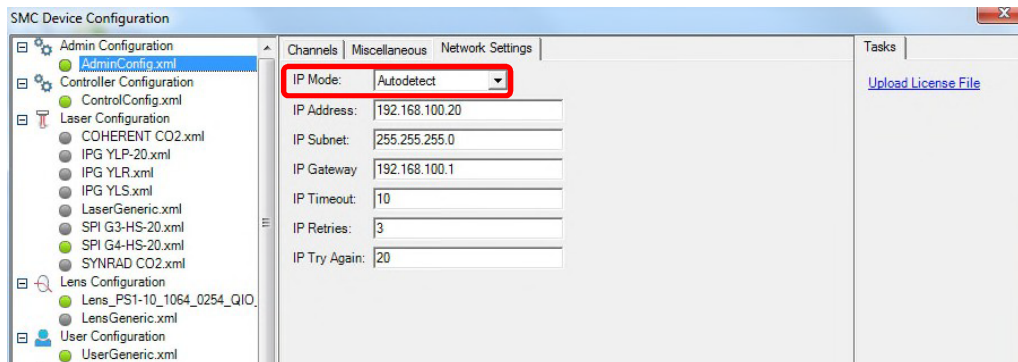 SMC Device Configuration
Admin Configuration
AdminConfig.xml
Controller Configuration
ControlConfig.xml
Laser Configuration
COHERENT CO2.xml
IPG YLP-20.xml
IPG YLR.xml
IPG YLS.xml
LaserGeneric.xml
SPI G3-HS-20.xml
SPI G4-HS-20.xml
SYNRAD CO2.xml
Lens Configuration
Lens_PS1-10_1064_0254_QIO_
LensGeneric.xml
User Configuration
UserGeneric.xml
Channels Miscellaneous Network Settings
IP Mode: Autodetect
IP Address: 192.168.100.20
IP Subnet: 255.255.255.0
IP Gateway 192.168.100.1
IP Timeout: 10
IP Retries: 3
IP Try Again: 20
Tasks
Upload License File